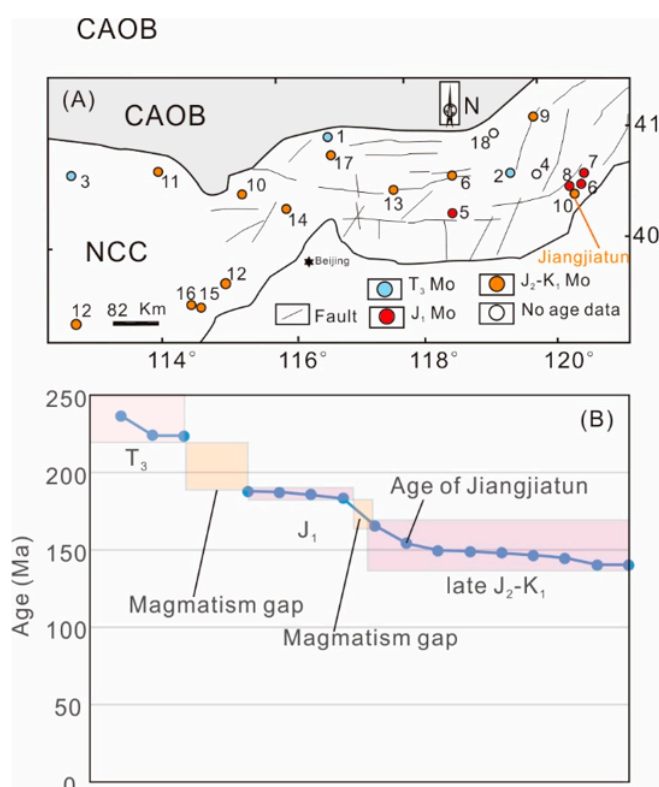 CAOB
(A)
CAOB
N
41
9
18
1
17
3
11
10
14
13
6
5
2
4
8
7
6
10
40
Jiangjiatun
NCC
Beijing
12
16 15
12
82 Km
Fault
T₃ Mo
J₁ Mo
J₂-K₁ Mo
No age data
114° 116° 118° 120°
250
(B)
T₃
200
Age of Jiangjiatun
J₁
150
late J₂-K₁
Magmatism gap
Magmatism gap
100
50
0
Age (Ma)